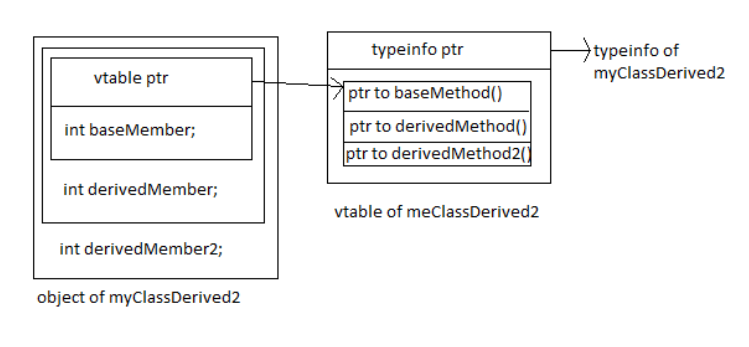 vtable ptr
int baseMember;
int derivedMember;
int derivedMember2;
object of myClassDerived2
typeinfo ptr
ptr to baseMethod()
ptr to derivedMethod()
ptr to derivedMethod2()
vtable of meClassDerived2
typeinfo of
myClassDerived2